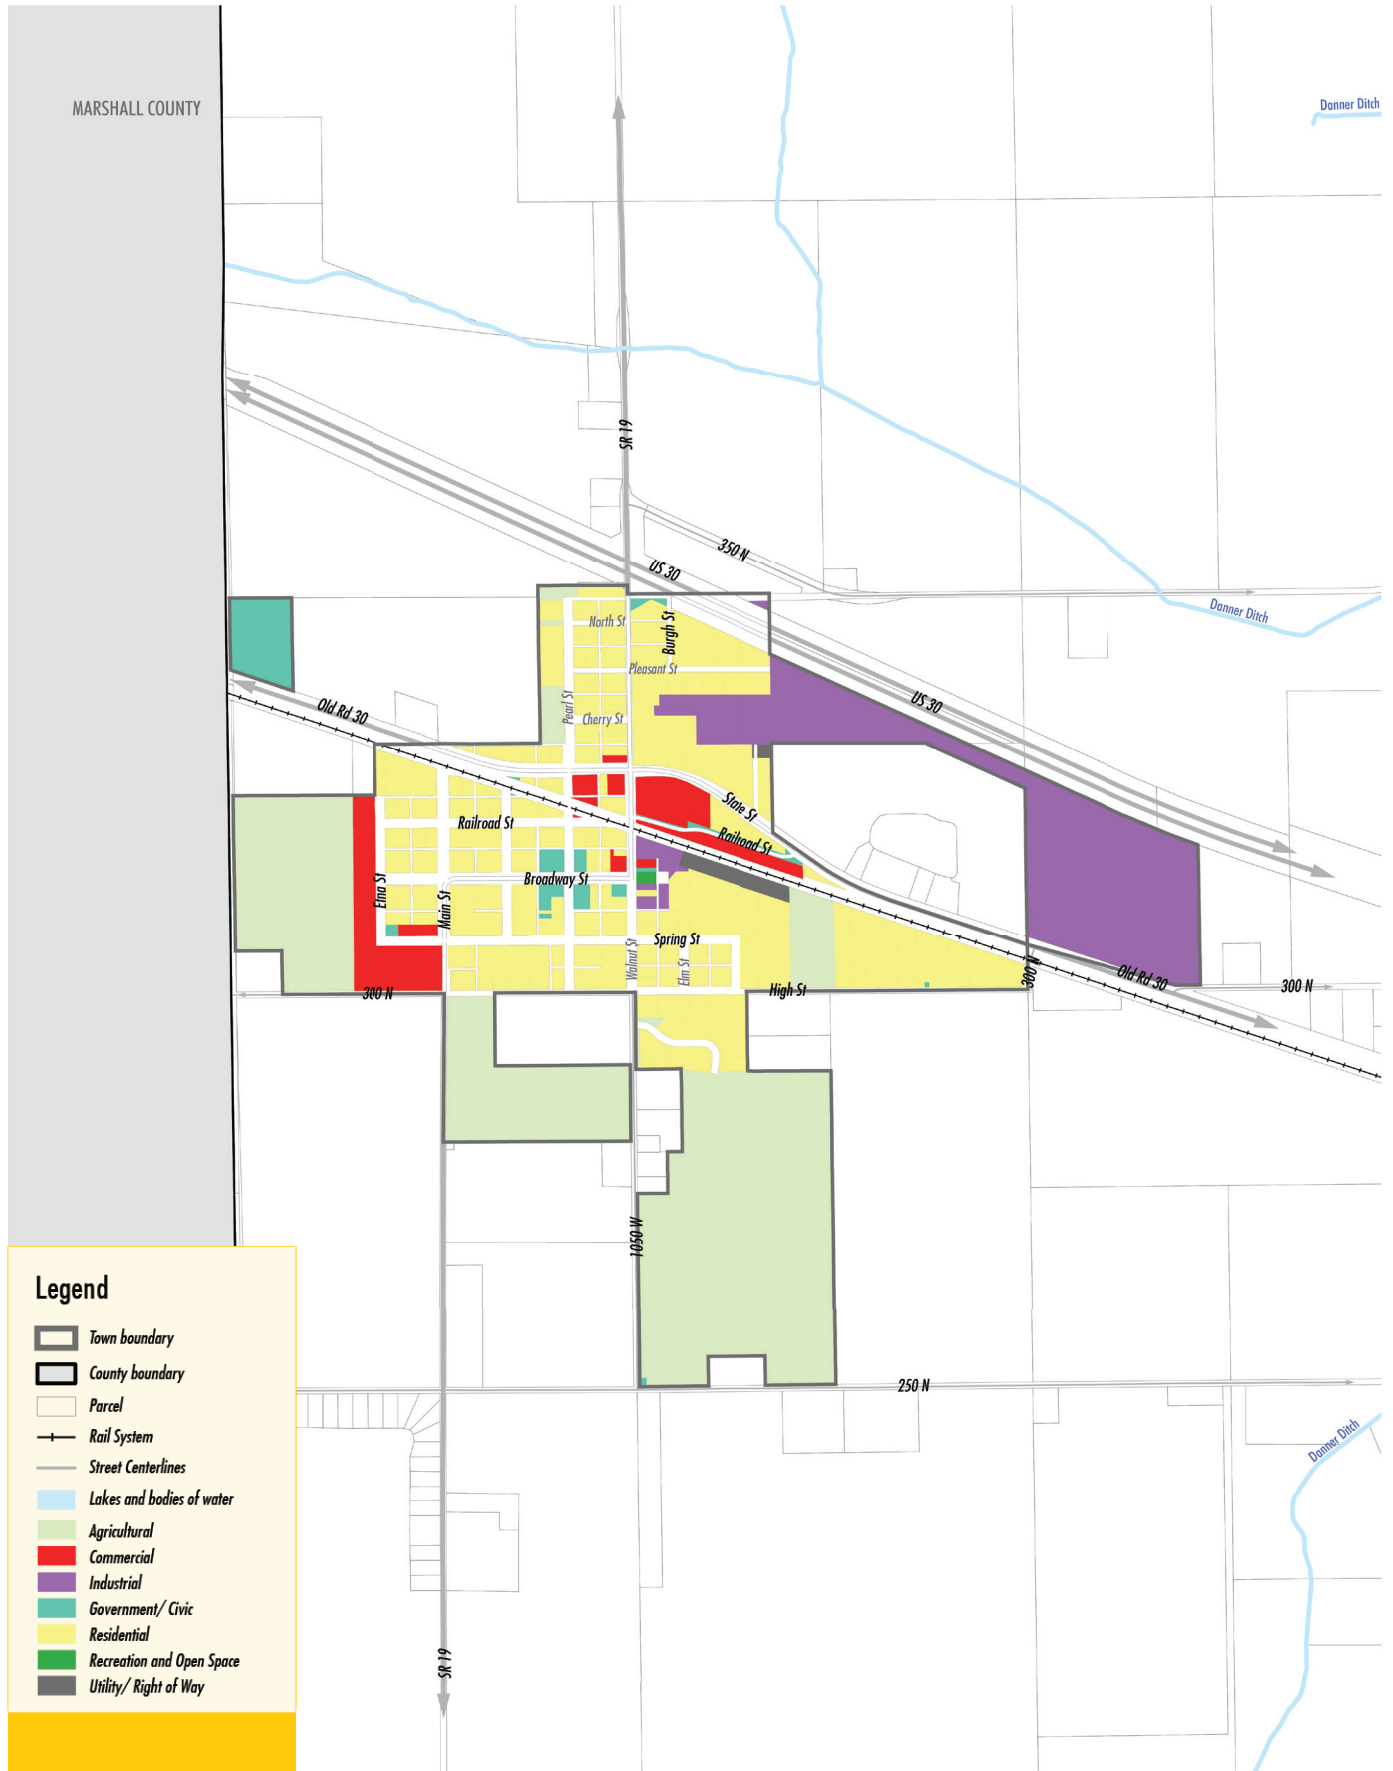 MARSHALL COUNTY
Danner Ditch
SR 19
350 N
US 30
Danner Ditch
North St
Burgh St
Pleasant St
Old Rd 30
Pearl St
Cherry St
US 30
State St
Railroad St
Railroad St
Etna St
Main St
Broadway St
Spring St
Walnut St
Elm St
300 N
High St
300 N
Old Rd 30
300 N
1050 W
250 N
Danner Ditch
SR 19
Legend
Town boundary
County boundary
Parcel
Rail System
Street Centerlines
Lakes and bodies of water
Agricultural
Commercial
Industrial
Government/ Civic
Residential
Recreation and Open Space
Utility/ Right of Way